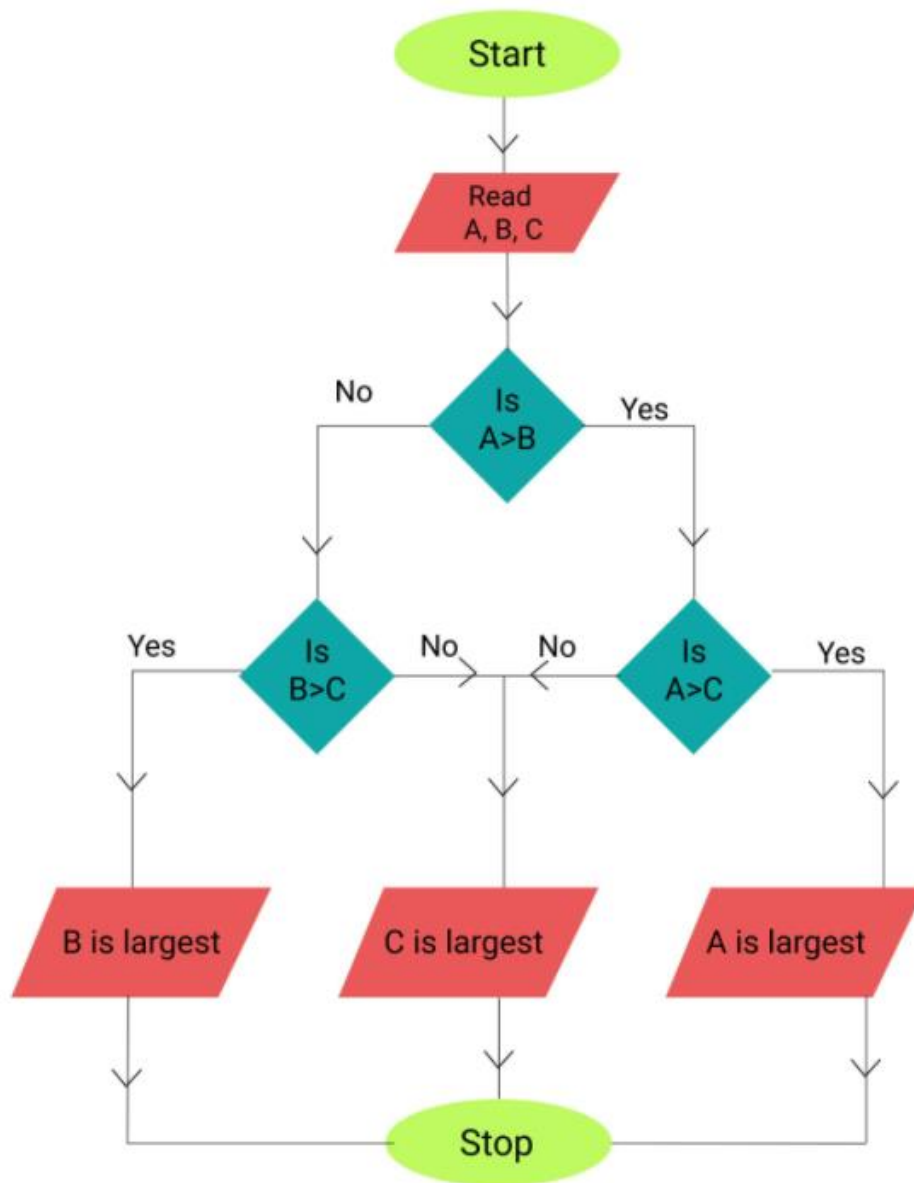 Start
Read
A, B, C
No
Is
A>B
Yes
Yes
Is
B>C
No
No
Is
A>C
Yes
B is largest
C is largest
A is largest
Stop